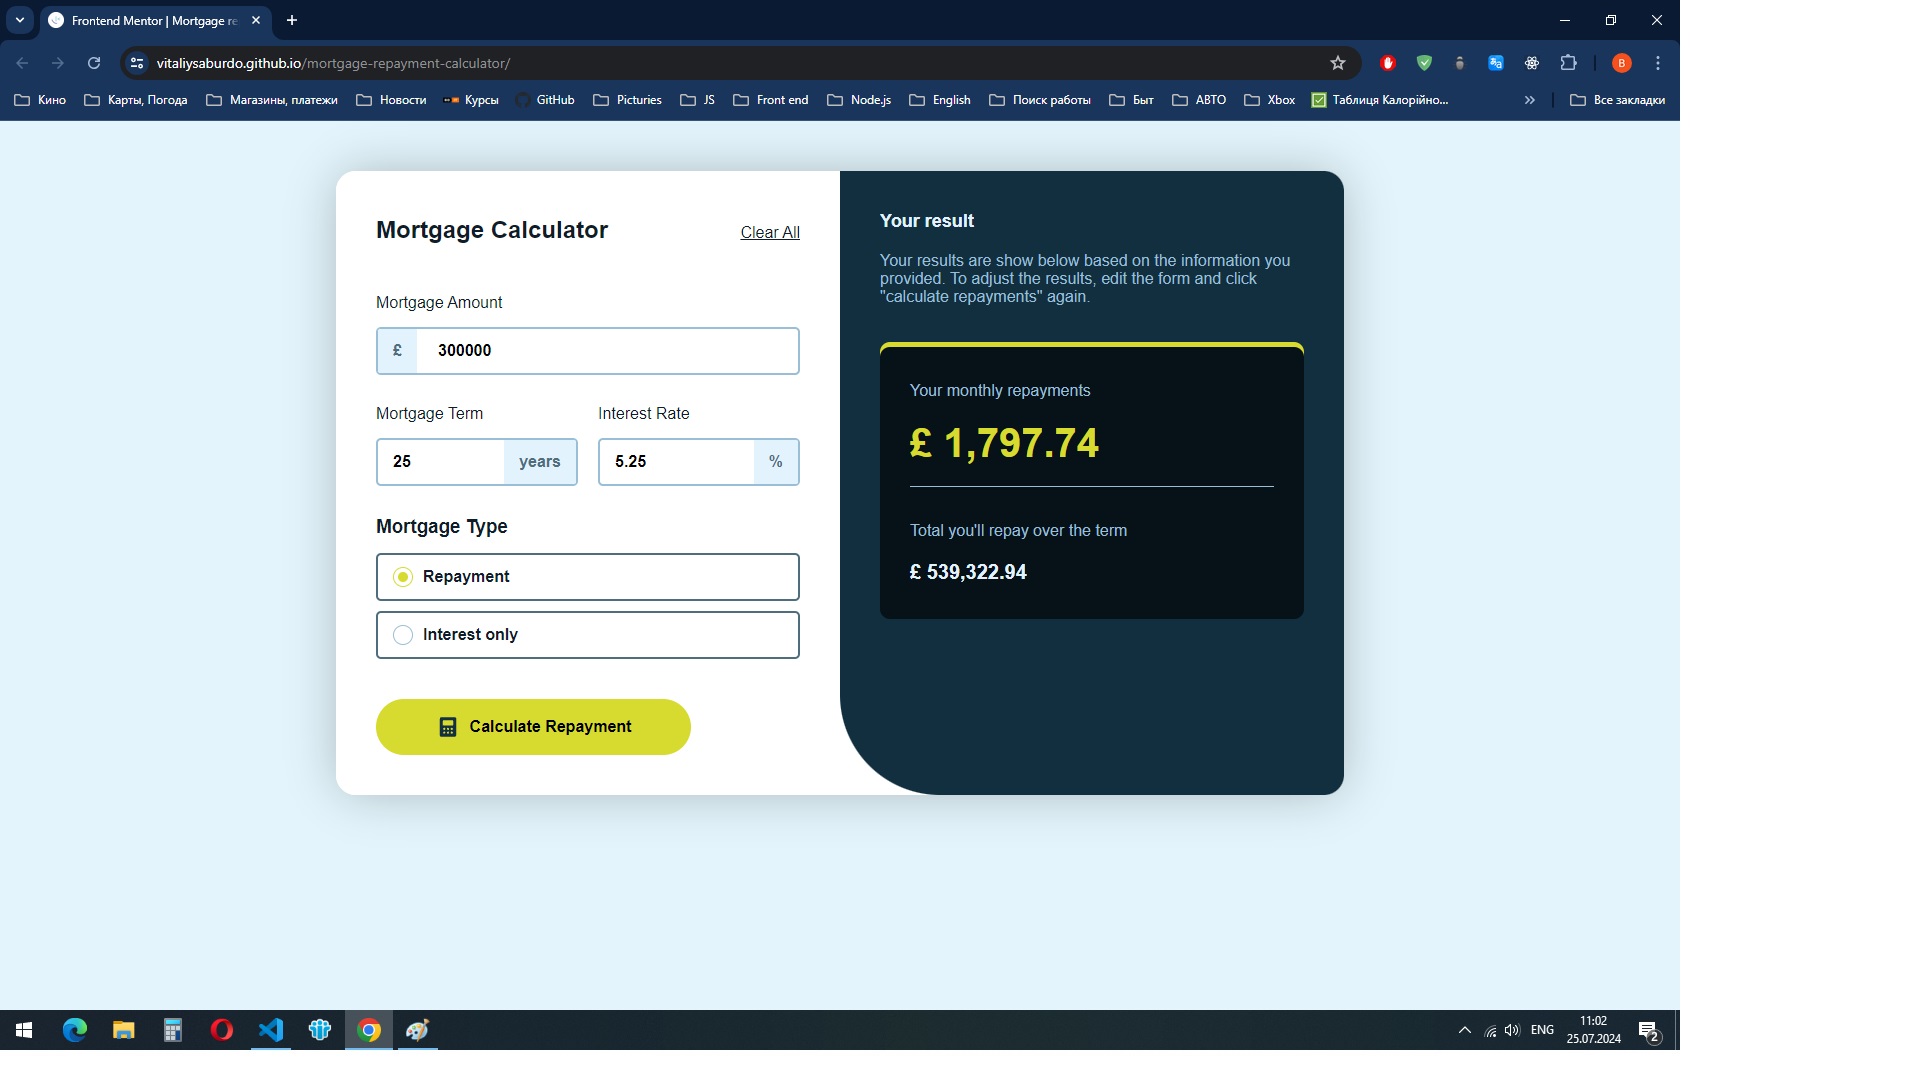 Frontend Mentor | Mortgage re
vitaliysaburdo.github.io/mortgage-repayment-calculator/
B
Кино
Карты, Погода
Магазины, платежи
Новости
Курсы
GitHub
Picturies
JS
Front end
Node.js
English
Поиск работы
Быт
АВТО
Xbox
Таблиця Калорійно...
»
Все закладки
Mortgage Calculator
Clear All
Mortgage Amount
£ 300000
Mortgage Term
25 years
Interest Rate
5.25 %
Mortgage Type
Repayment
Interest only
Calculate Repayment
Your result
Your results are show below based on the information you
provided. To adjust the results, edit the form and click
"calculate repayments" again.
Your monthly repayments
£ 1,797.74
Total you'll repay over the term
£ 539,322.94
ENG
11:02
25.07.2024
2